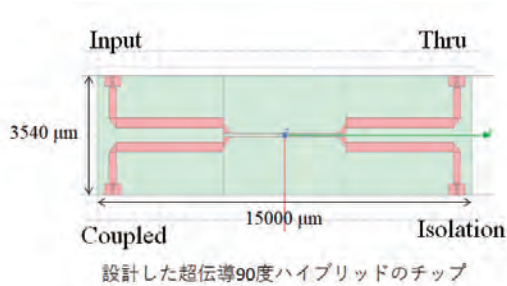 Input Thru
3540 μm
15000 μm
Coupled Isolation
設計した超伝導90度ハイブリッドのチップ